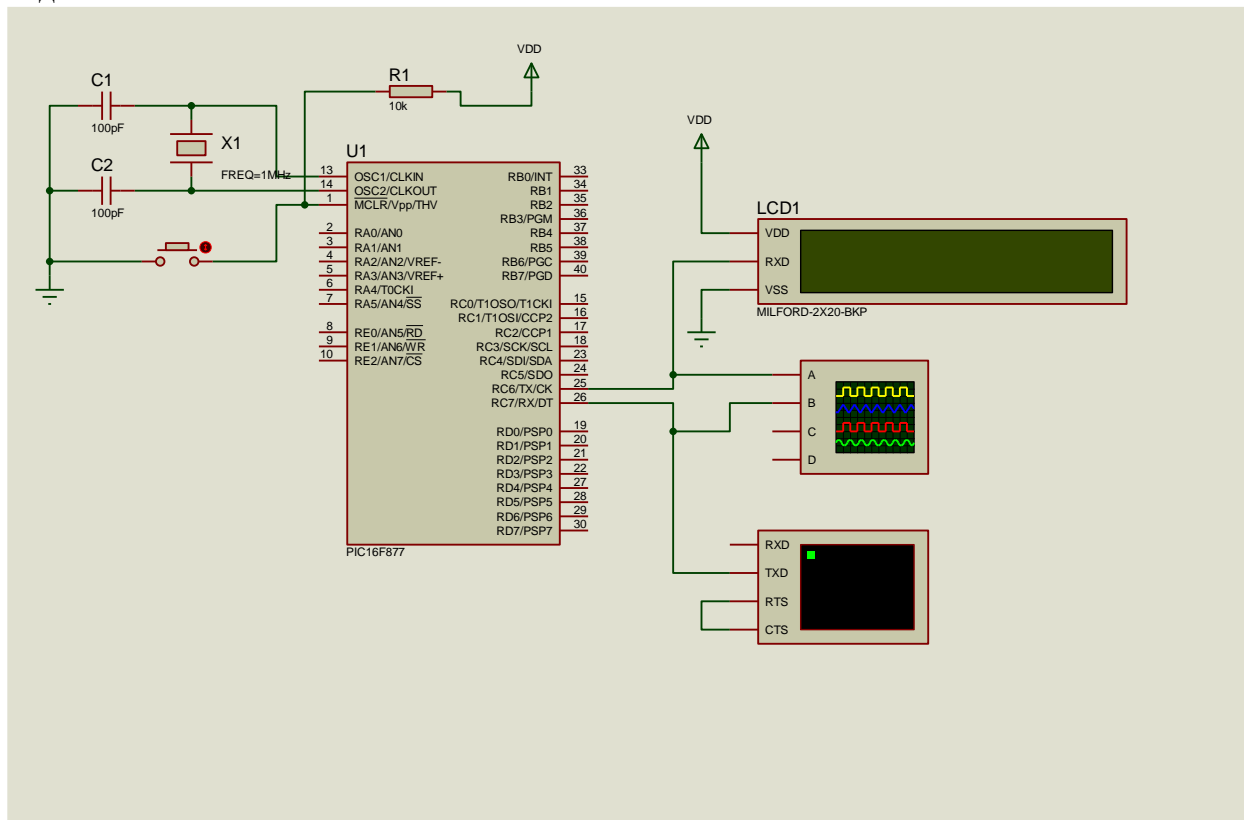 VDD
C1
R1
10k
100pF
VDD
X1
U1
C2
FREQ=1MHz
100pF
13 OSC1/CLKIN RB0/INT 33
14 OSC2/CLKOUT RB1 34
1 MCLR/Vpp/THV RB2 35
RB3/PGM 36
2 RA0/AN0 RB4 37
3 RA1/AN1 RB5 38
4 RA2/AN2/VREF- RB6/PGC 39
5 RA3/AN3/VREF+ RB7/PGD 40
6 RA4/T0CKI
7 RA5/AN4/SS RC0/T1OSO/T1CKI 15
RC1/T1OSI/CCP2 16
8 RE0/AN5/RD RC2/CCP1 17
9 RE1/AN6/WR RC3/SCK/SCL 18
10 RE2/AN7/CS RC4/SDI/SDA 23
RC5/SDO 24
RC6/TX/CK 25
RC7/RX/DT 26
RD0/PSP0 19
RD1/PSP1 20
RD2/PSP2 21
RD3/PSP3 22
RD4/PSP4 27
RD5/PSP5 28
RD6/PSP6 29
RD7/PSP7 30
PIC16F877
LCD1
VDD
RXD
VSS
MILFORD-2X20-BKP
A
B
C
D
RXD
TXD
RTS
CTS